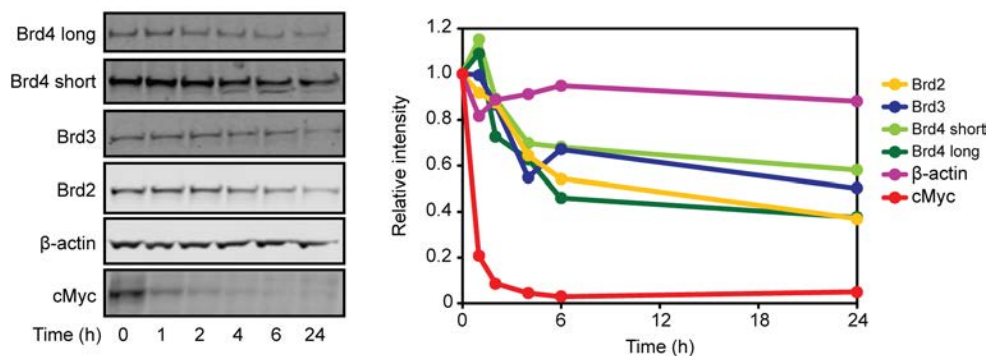 Brd4 long
Brd4 short
Brd3
Brd2
β-actin
cMyc
Time (h) 0 1 2 4 6 24
Relative intensity
1.2
1.0
0.8
0.6
0.4
0.2
0
0 6 12 18 24
Time (h)
Brd2
Brd3
Brd4 short
Brd4 long
β-actin
cMyc